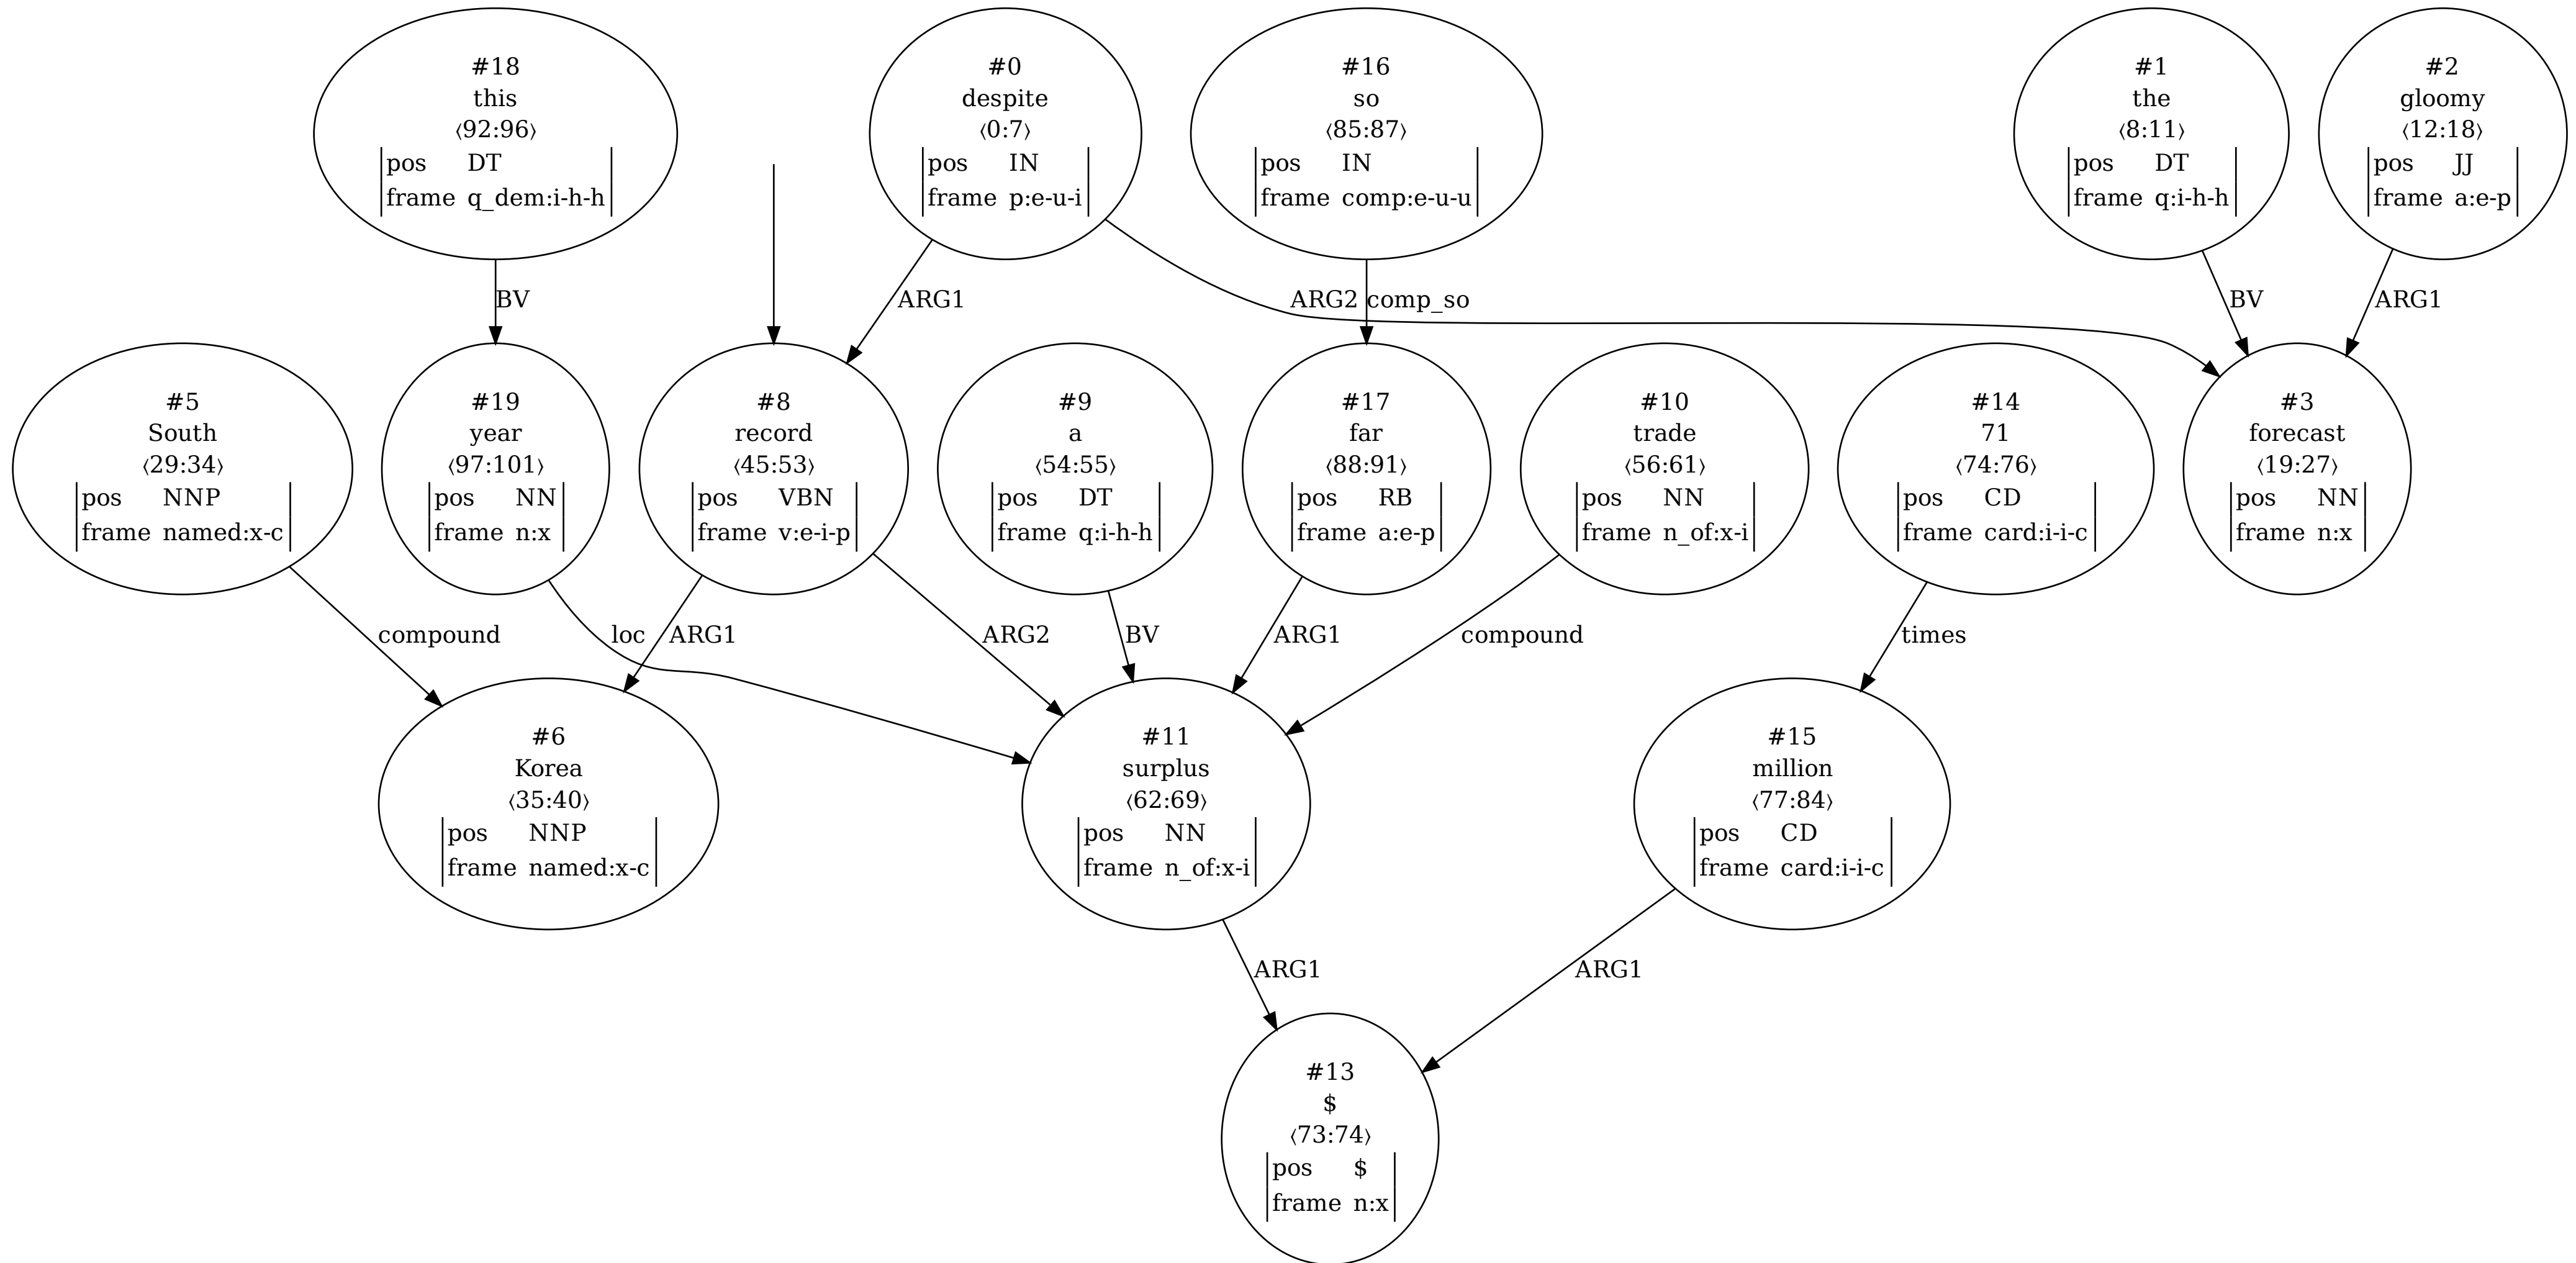 #18
this
⟨92:96⟩
pos DT
frame q_dem:i-h-h
#0
despite
⟨0:7⟩
pos IN
frame p:e-u-i
#16
so
⟨85:87⟩
pos IN
frame comp:e-u-u
#1
the
⟨8:11⟩
pos DT
frame q:i-h-h
#2
gloomy
⟨12:18⟩
pos JJ
frame a:e-p
BV
ARG1
ARG2
comp_so
BV
ARG1
#5
South
⟨29:34⟩
pos NNP
frame named:x-c
#19
year
⟨97:101⟩
pos NN
frame n:x
#8
record
⟨45:53⟩
pos VBN
frame v:e-i-p
#9
a
⟨54:55⟩
pos DT
frame q:i-h-h
#17
far
⟨88:91⟩
pos RB
frame a:e-p
#10
trade
⟨56:61⟩
pos NN
frame n_of:x-i
#14
71
⟨74:76⟩
pos CD
frame card:i-i-c
#3
forecast
⟨19:27⟩
pos NN
frame n:x
compound
loc
ARG1
ARG2
BV
ARG1
compound
times
#6
Korea
⟨35:40⟩
pos NNP
frame named:x-c
#11
surplus
⟨62:69⟩
pos NN
frame n_of:x-i
#15
million
⟨77:84⟩
pos CD
frame card:i-i-c
ARG1
ARG1
#13
$
⟨73:74⟩
pos $
frame n:x